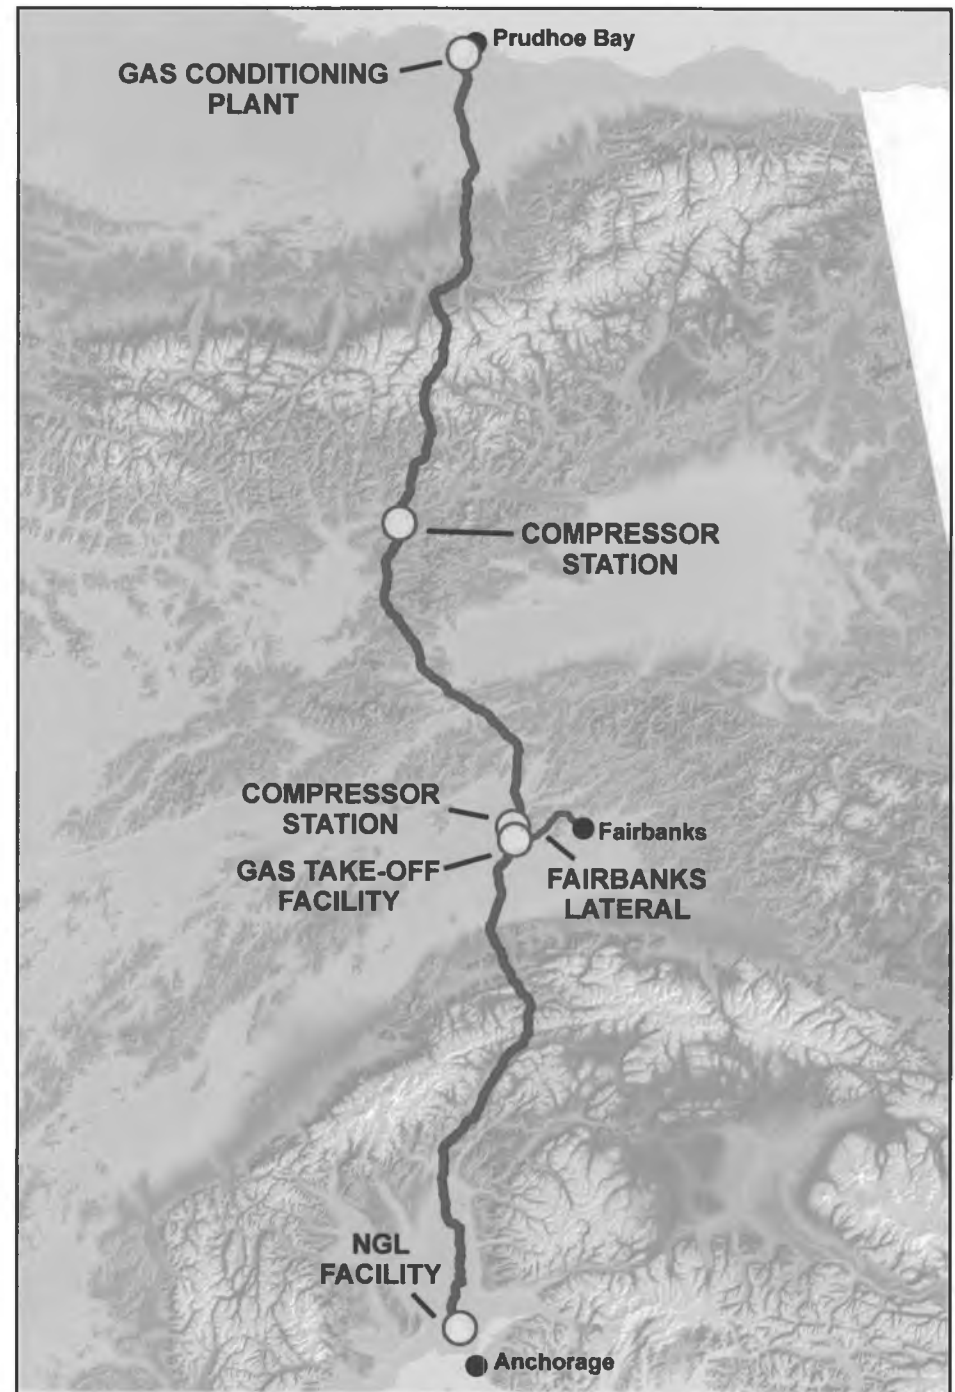 Prudhoe Bay
GAS CONDITIONING
PLANT
COMPRESSOR
STATION
COMPRESSOR
STATION
Fairbanks
GAS TAKE-OFF
FACILITY
FAIRBANKS
LATERAL
NGL
FACILITY
Anchorage